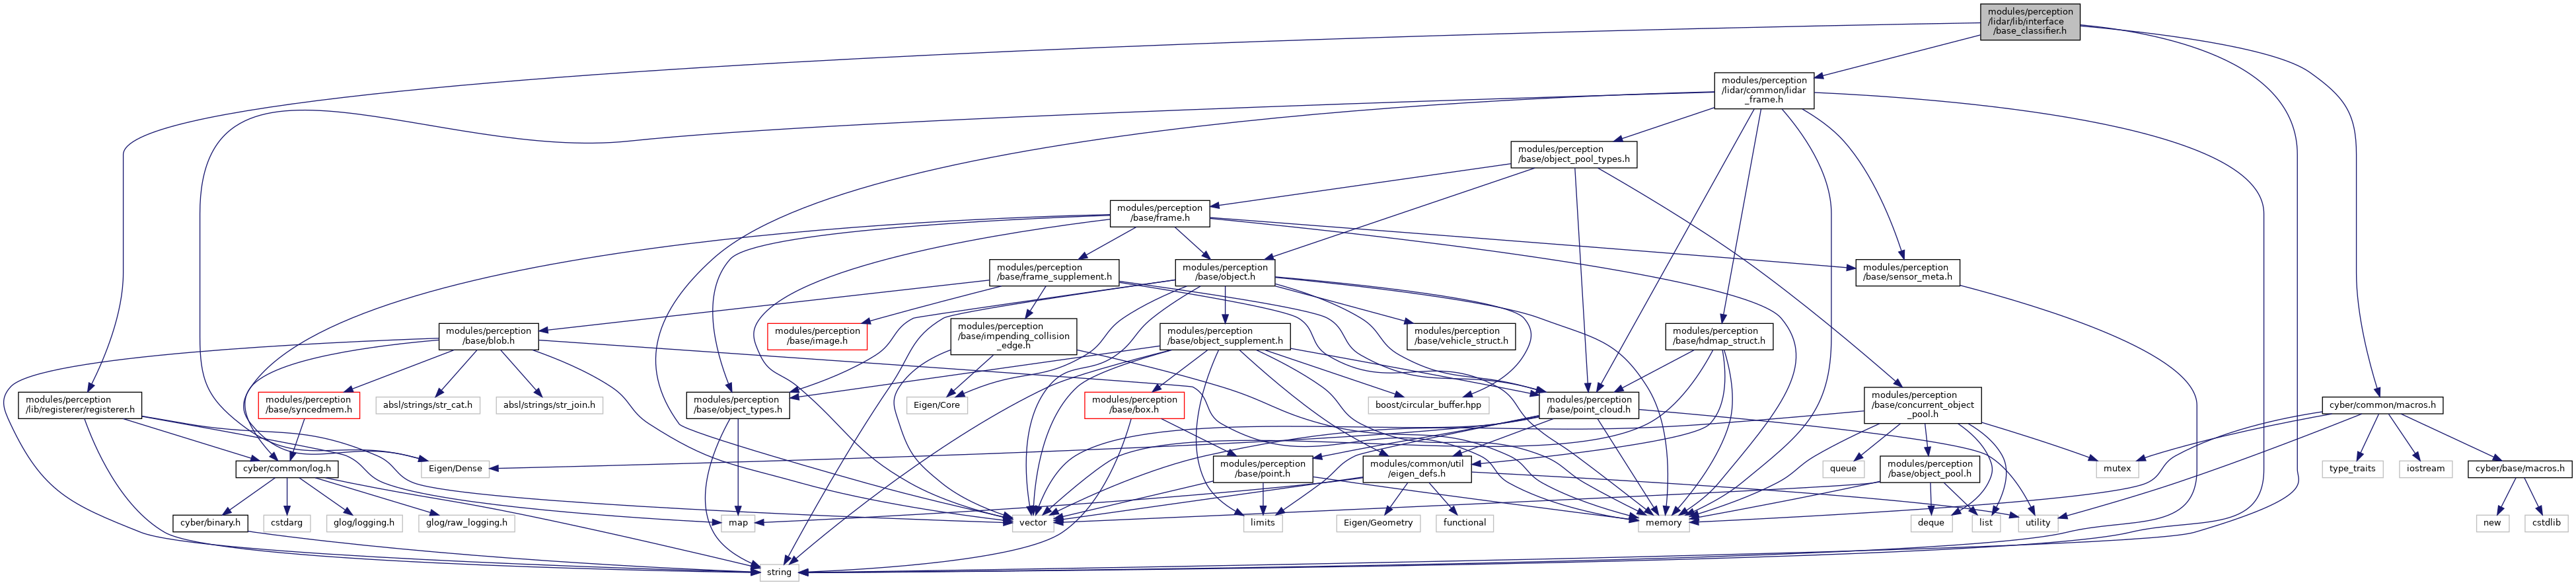 modules/perception
/lidar/lib/interface
/base_classifier.h
modules/perception
/lidar/common/lidar
_frame.h
modules/perception
/base/object_pool_types.h
modules/perception
/base/frame.h
modules/perception
/base/frame_supplement.h
modules/perception
/base/object.h
modules/perception
/base/sensor_meta.h
modules/perception
/base/blob.h
modules/perception
/base/image.h
modules/perception
/base/impending_collision
_edge.h
modules/perception
/base/object_supplement.h
modules/perception
/base/vehicle_struct.h
modules/perception
/base/hdmap_struct.h
modules/perception
/lib/registerer/registerer.h
modules/perception
/base/syncedmem.h
absl/strings/str_cat.h
absl/strings/str_join.h
modules/perception
/base/object_types.h
Eigen/Core
modules/perception
/base/box.h
boost/circular_buffer.hpp
modules/perception
/base/point_cloud.h
modules/perception
/base/concurrent_object
_pool.h
cyber/common/macros.h
cyber/common/log.h
Eigen/Dense
modules/perception
/base/point.h
modules/common/util
/eigen_defs.h
queue
modules/perception
/base/object_pool.h
mutex
type_traits
iostream
cyber/base/macros.h
cyber/binary.h
cstdarg
glog/logging.h
glog/raw_logging.h
map
vector
limits
Eigen/Geometry
functional
memory
deque
list
utility
new
cstdlib
string